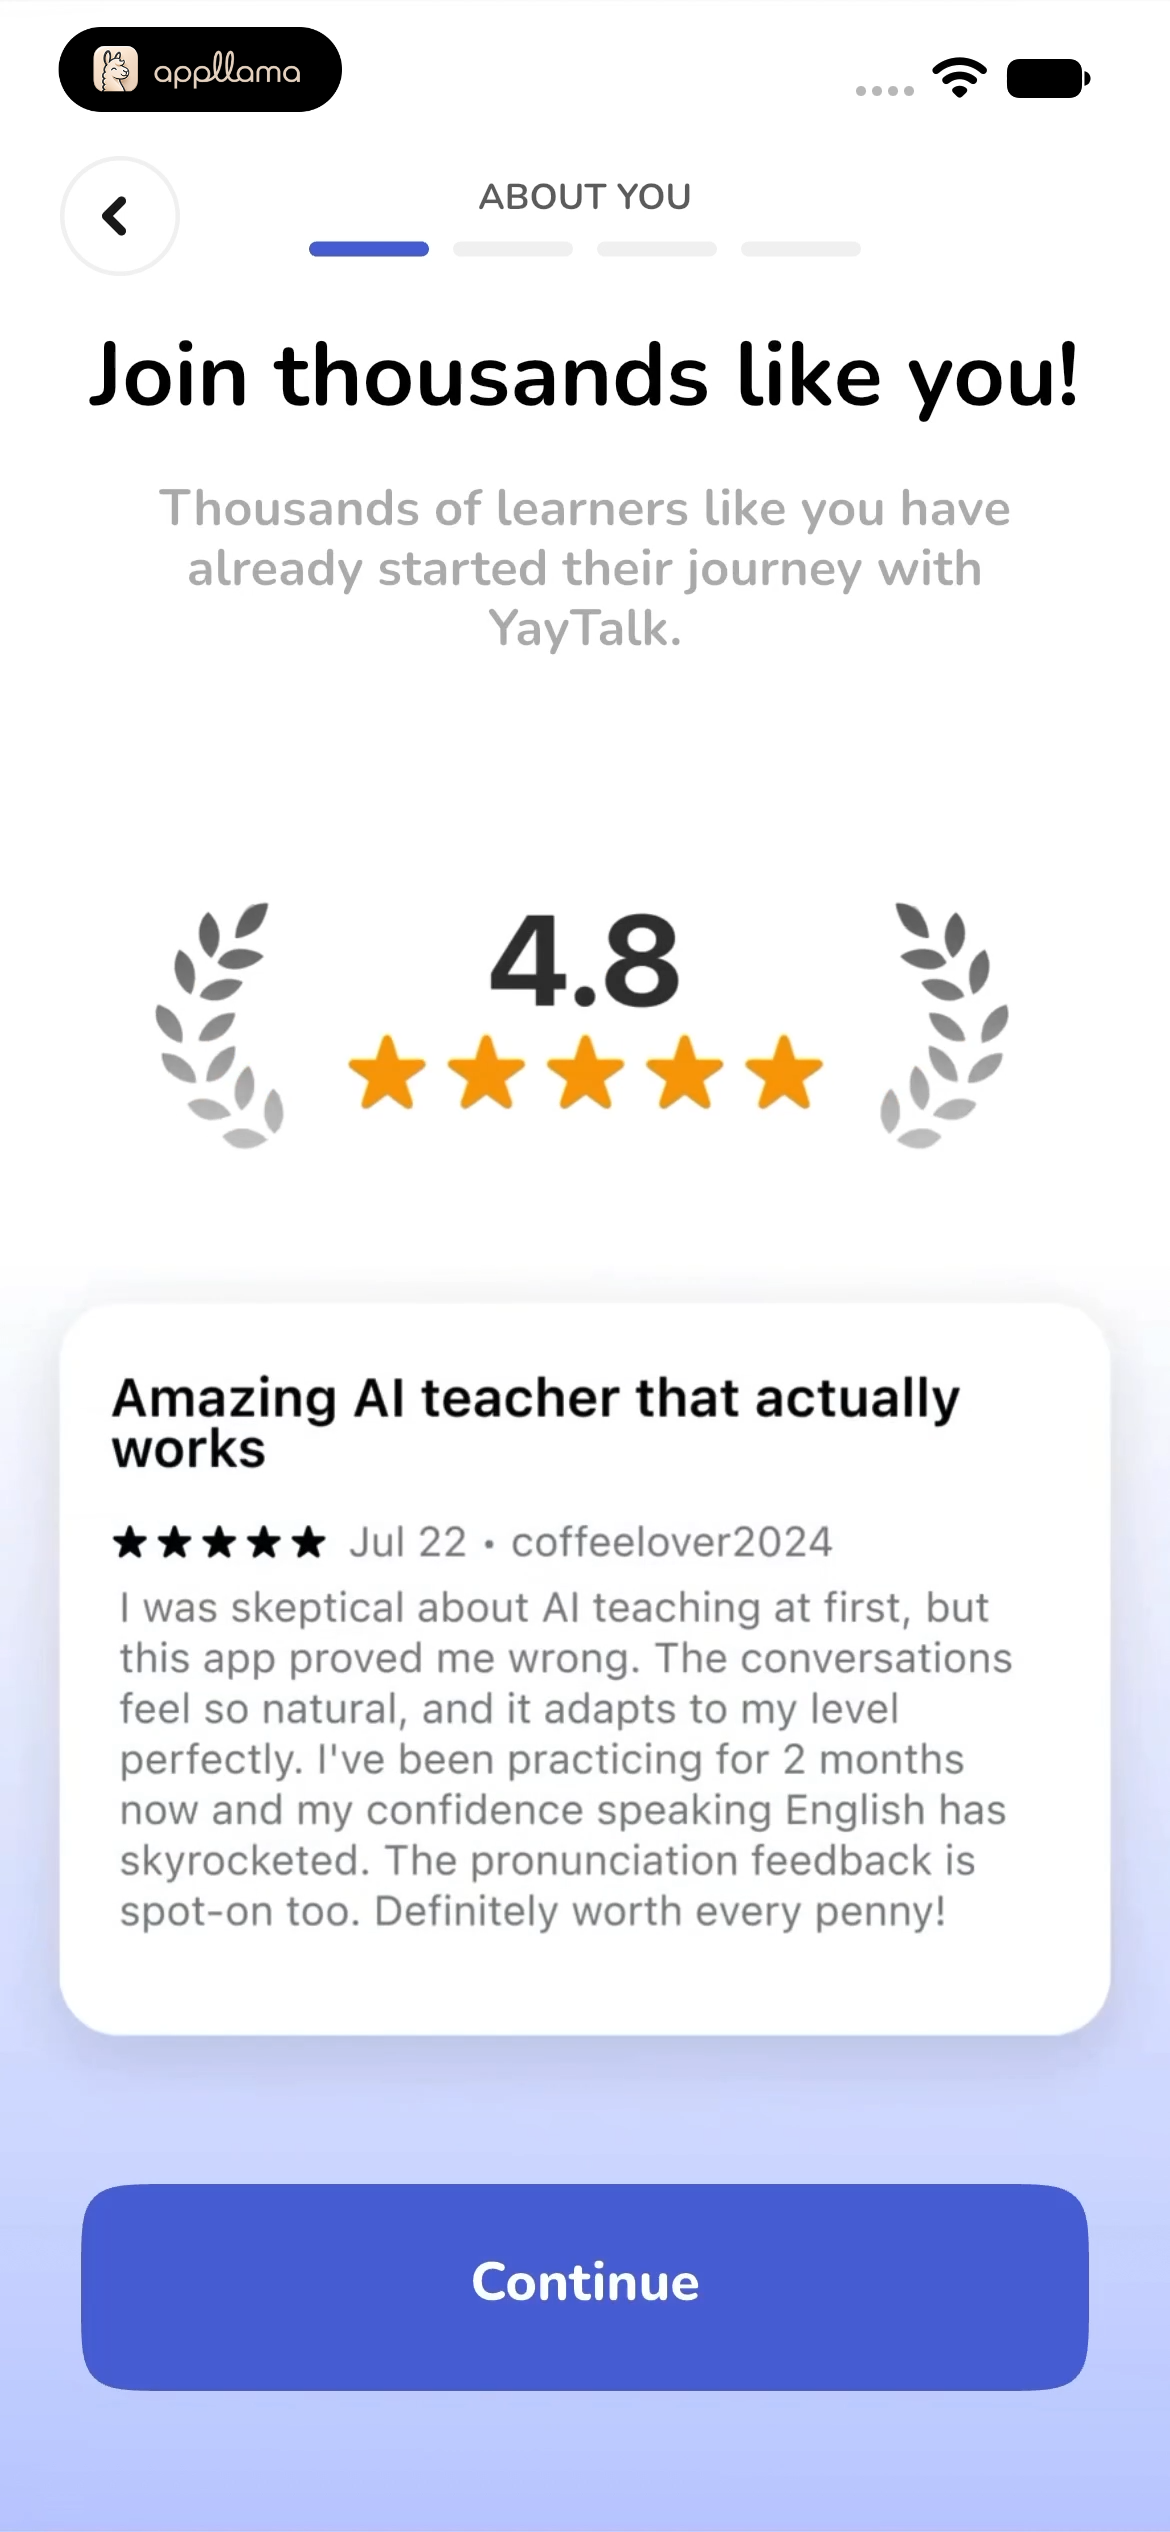 appllama
ABOUT YOU
Join thousands like you!
Thousands of learners like you have
already started their journey with
YayTalk.
4.8
Amazing AI teacher that actually
works
Jul 22 • coffeelover2024
I was skeptical about AI teaching at first, but
this app proved me wrong. The conversations
feel so natural, and it adapts to my level
perfectly. I've been practicing for 2 months
now and my confidence speaking English has
skyrocketed. The pronunciation feedback is
spot-on too. Definitely worth every penny!
Continue